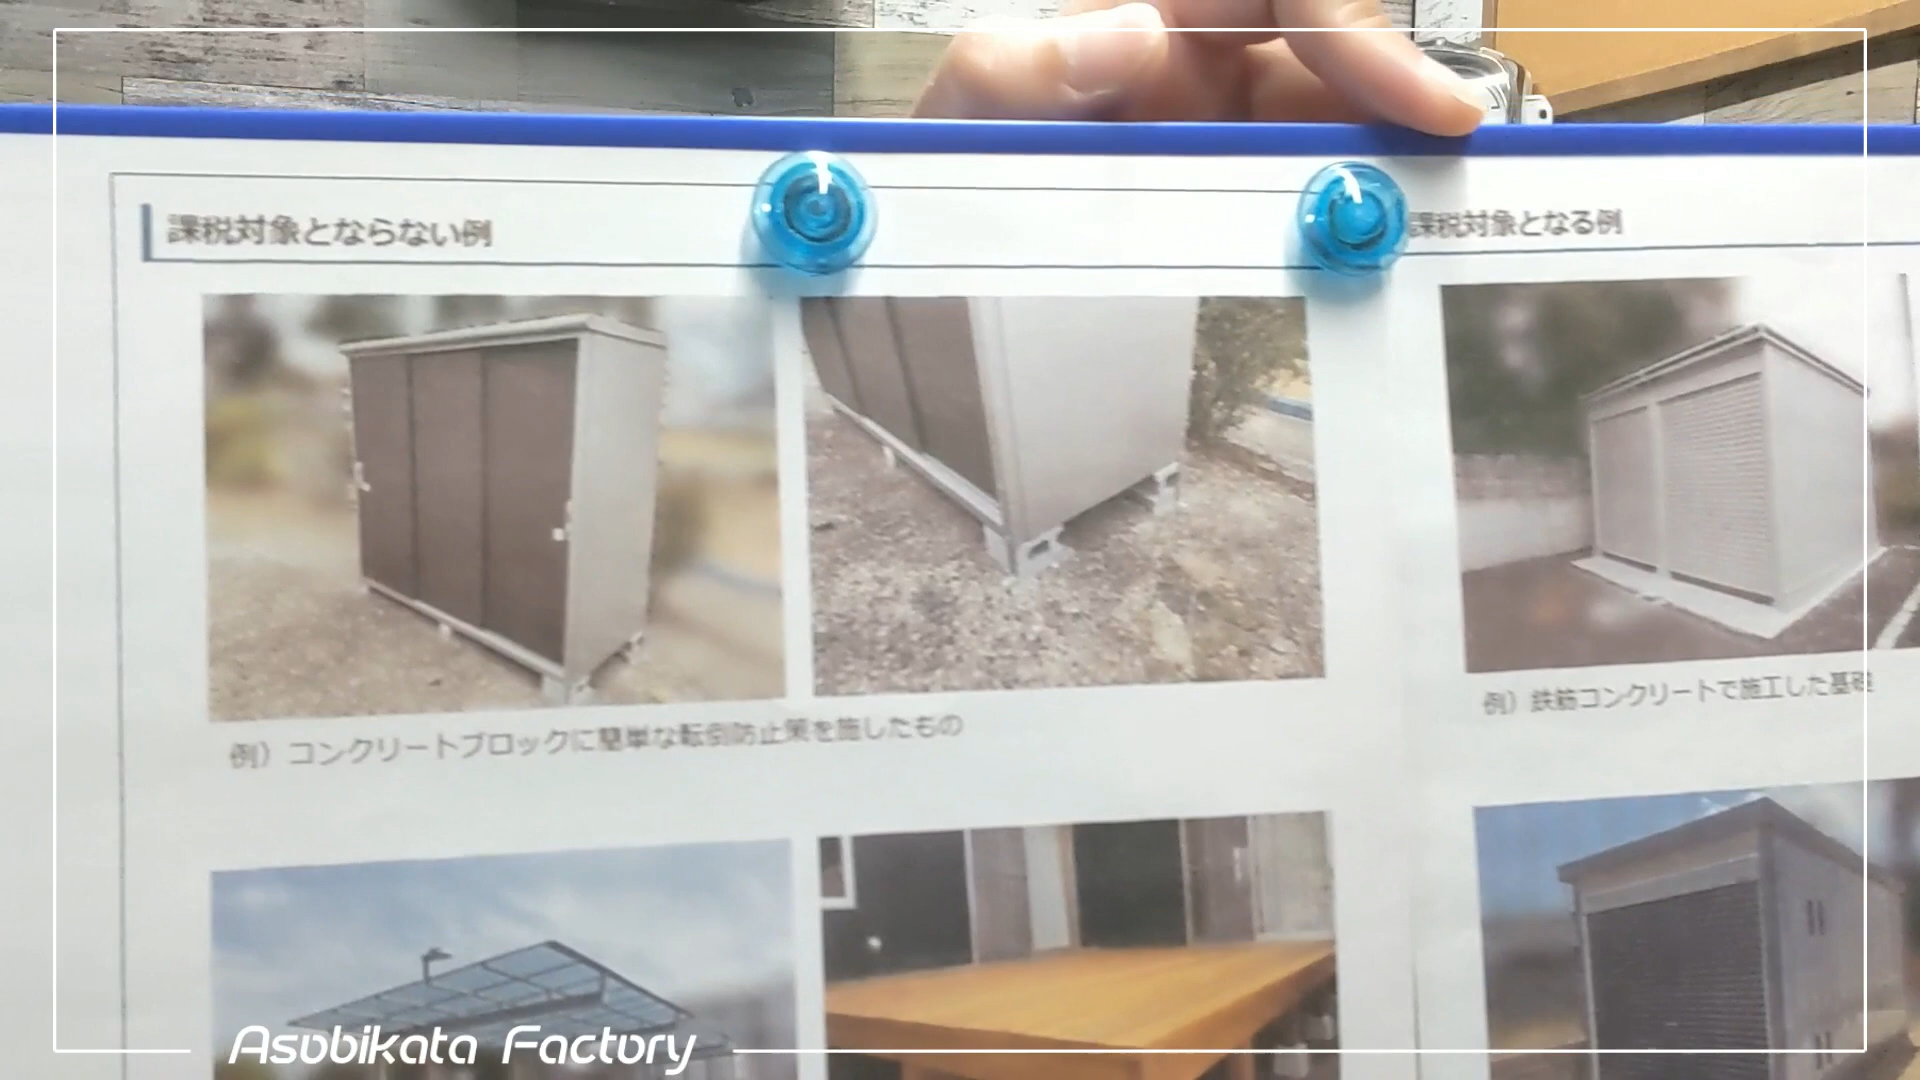 課税対象とならない例
課税対象となる例
例）コンクリートブロックに簡単な転倒防止策を施したもの
例）鉄筋コンクリートで施工した基礎
Asobikata Factory